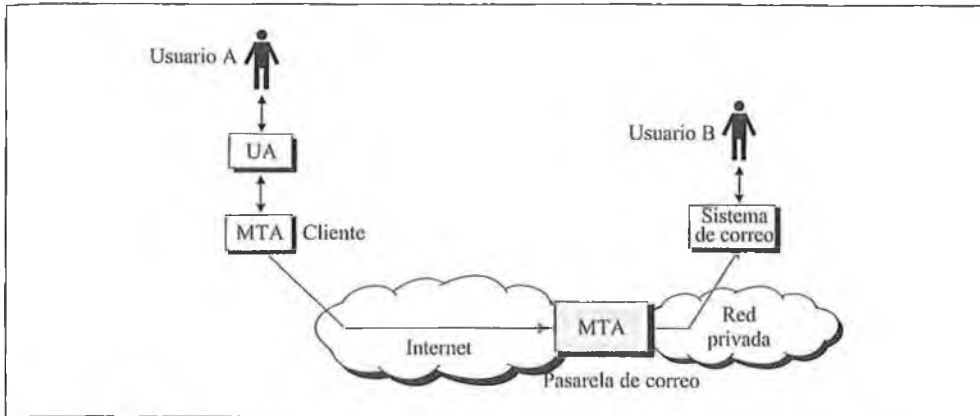 Usuario A
UA
MTA
Cliente
Usuario B
Sistema
de correo
Internet
MTA
Red
privada
Pasarela de correo